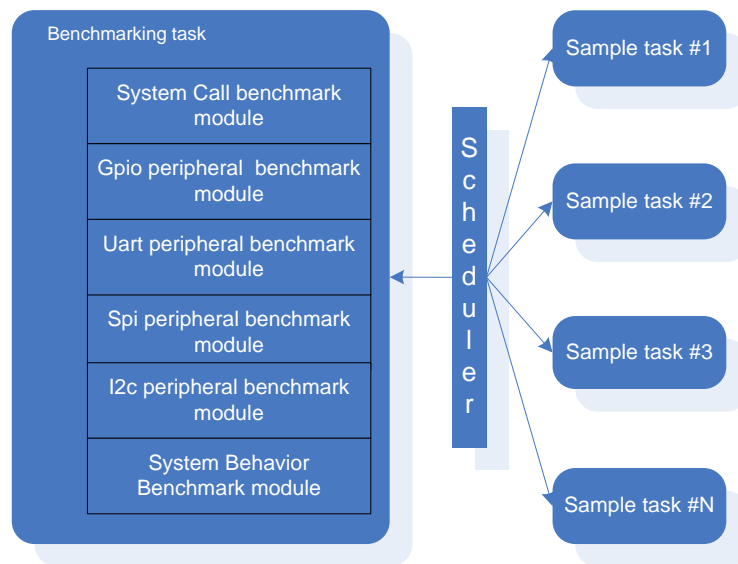 Benchmarking task
System Call benchmark
module
Gpio peripheral  benchmark
module
Uart peripheral benchmark
module
Spi peripheral benchmark
module
I2c peripheral benchmark
module
System Behavior
Benchmark module
Scheduler
Sample task #1
Sample task #2
Sample task #3
Sample task #N